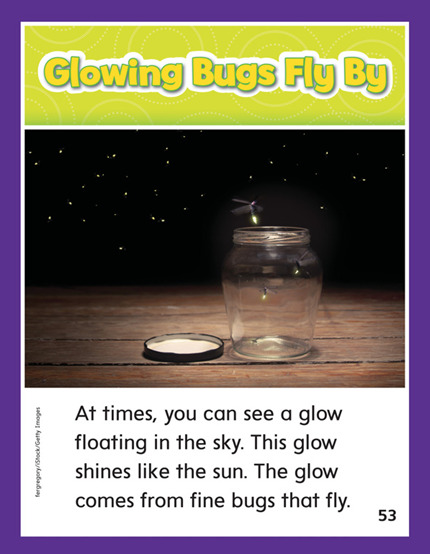 Glowing Bugs Fly By
At times, you can see a glow
floating in the sky. This glow
shines like the sun. The glow
comes from fine bugs that fly.
53
fergregory/iStock/Getty Images